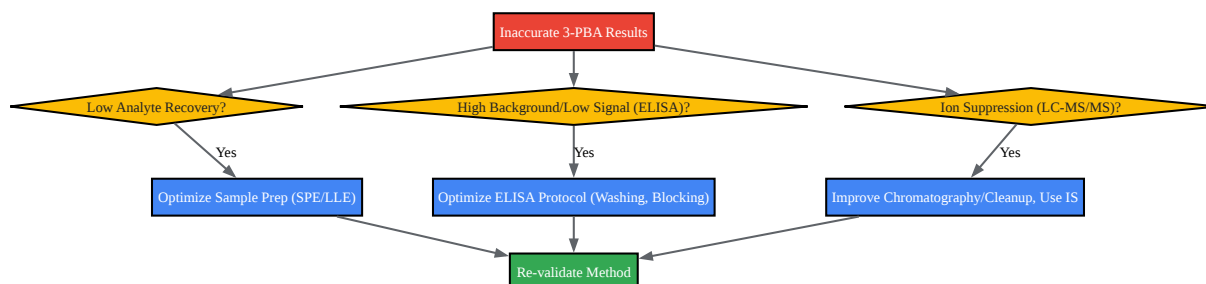 Inaccurate 3-PBA Results
Low Analyte Recovery?
High Background/Low Signal (ELISA)?
Ion Suppression (LC-MS/MS)?
Yes
Yes
Yes
Optimize Sample Prep (SPE/LLE)
Optimize ELISA Protocol (Washing, Blocking)
Improve Chromatography/Cleanup, Use IS
Re-validate Method